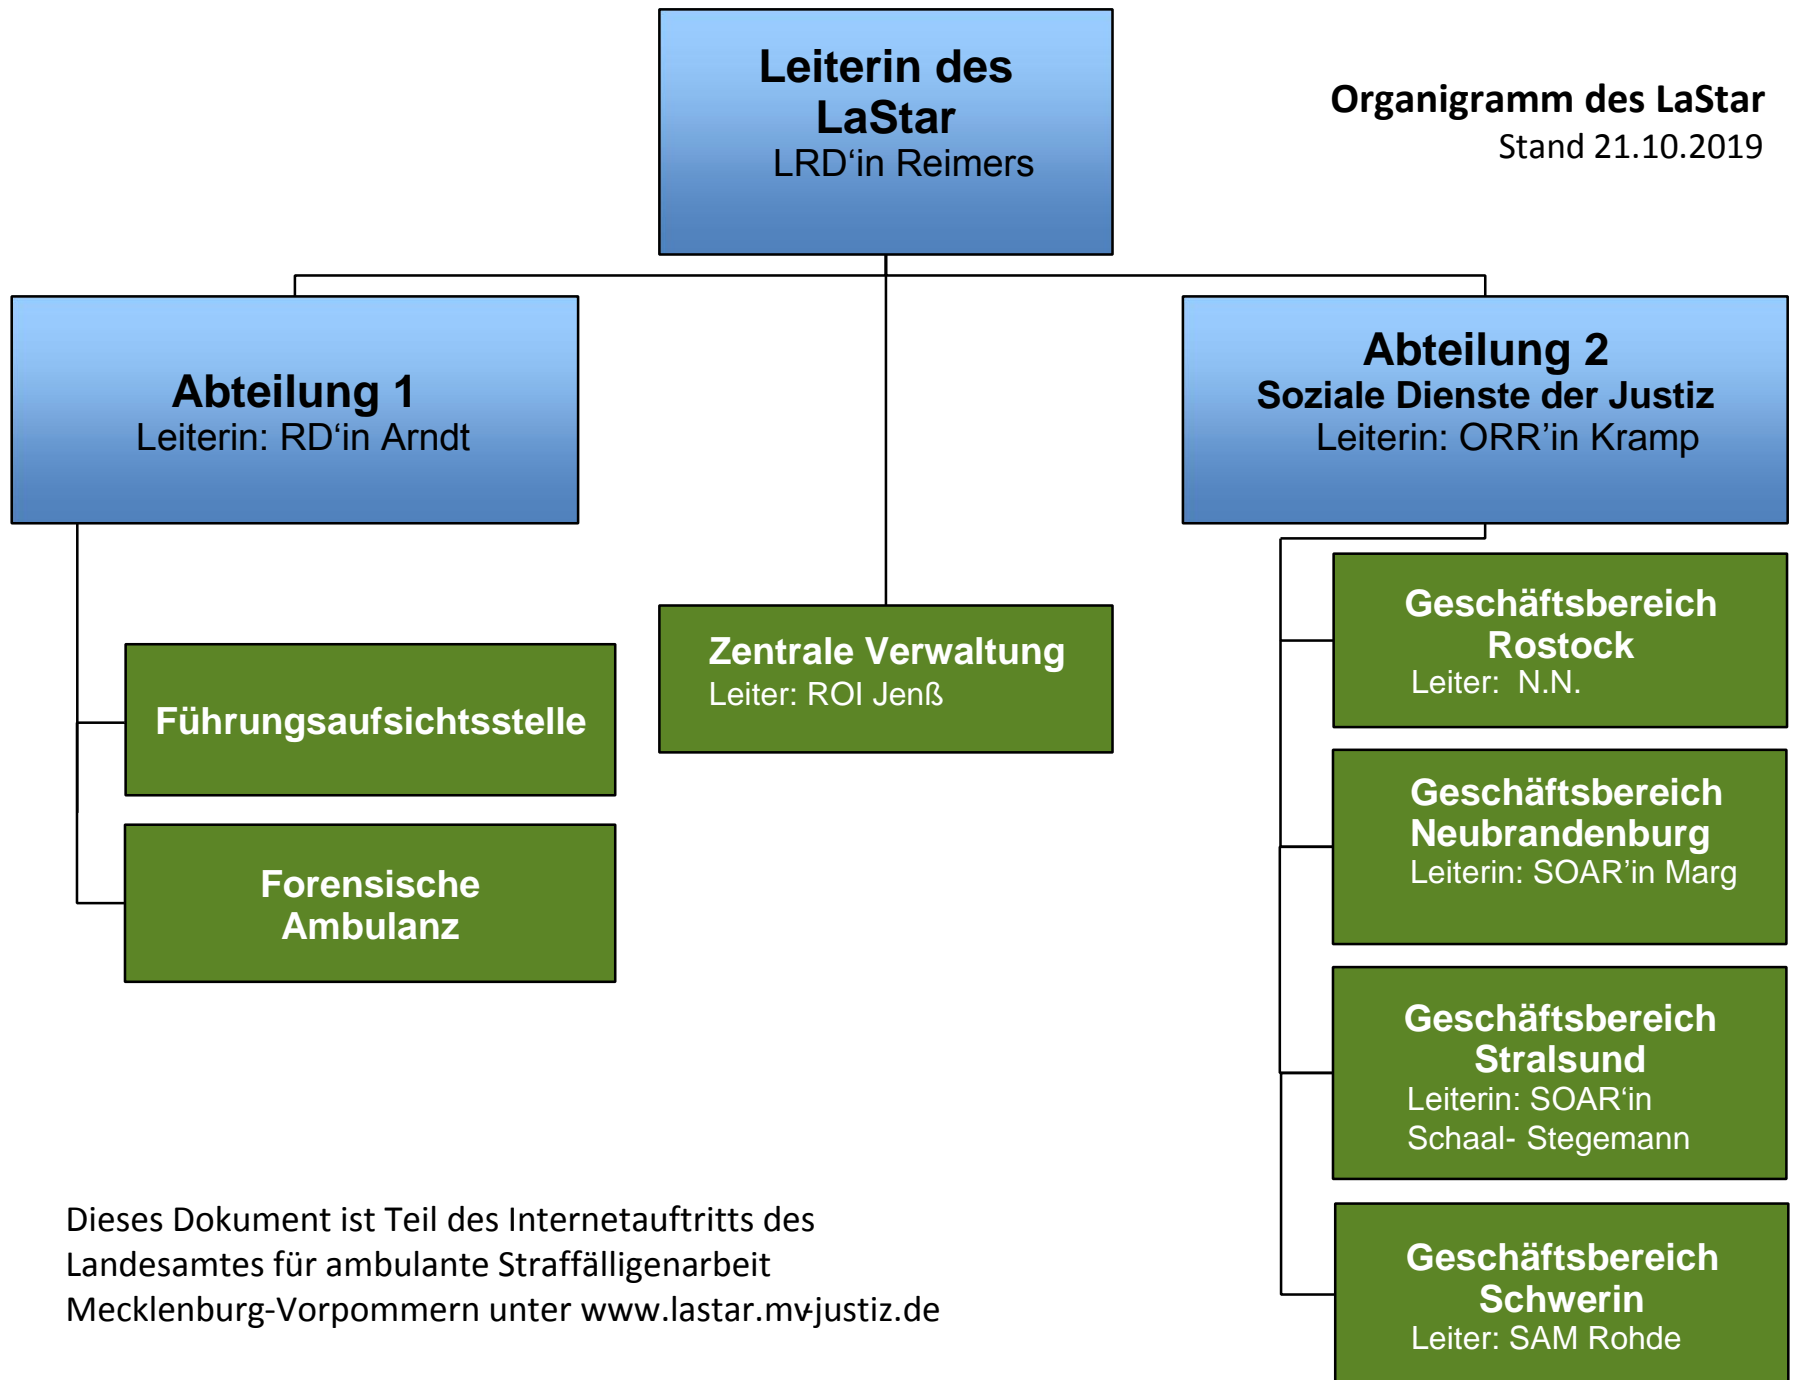 Leiterin des
LaStar
LRD‘in Reimers
Organigramm des LaStar
Stand 21.10.2019
Abteilung 1
Leiterin: RD‘in Arndt
Abteilung 2
Soziale Dienste der Justiz
Leiterin: ORR’in Kramp
Führungsaufsichtsstelle
Forensische
Ambulanz
Zentrale Verwaltung
Leiter: ROI Jenß
Geschäftsbereich
Rostock
Leiter: N.N.
Geschäftsbereich
Neubrandenburg
Leiterin: SOAR’in Marg
Geschäftsbereich
Stralsund
Leiterin: SOAR‘in
Schaal- Stegemann
Geschäftsbereich
Schwerin
Leiter: SAM Rohde
Dieses Dokument ist Teil des Internetauftritts des
Landesamtes für ambulante Straffälligenarbeit
Mecklenburg-Vorpommern unter www.lastar.mv-justiz.de